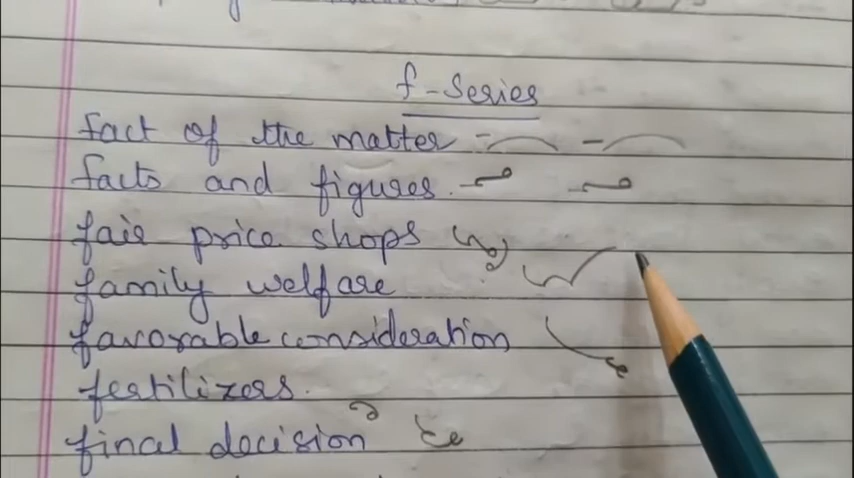 f-Series
fact of the matter
facts and figures.
fair price shops
family welfare
favorable consideration
fertilizers.
final decision